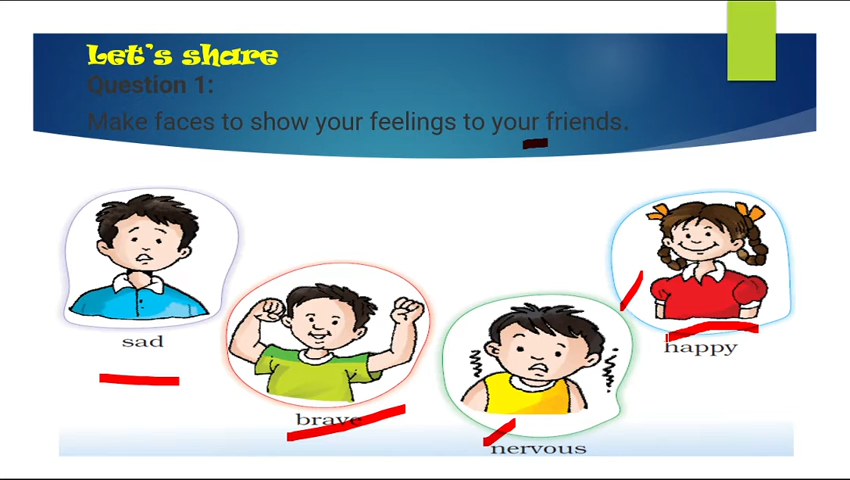 Let's share
Question 1:
Make faces to show your feelings to your friends.
sad
brave
nervous
happy